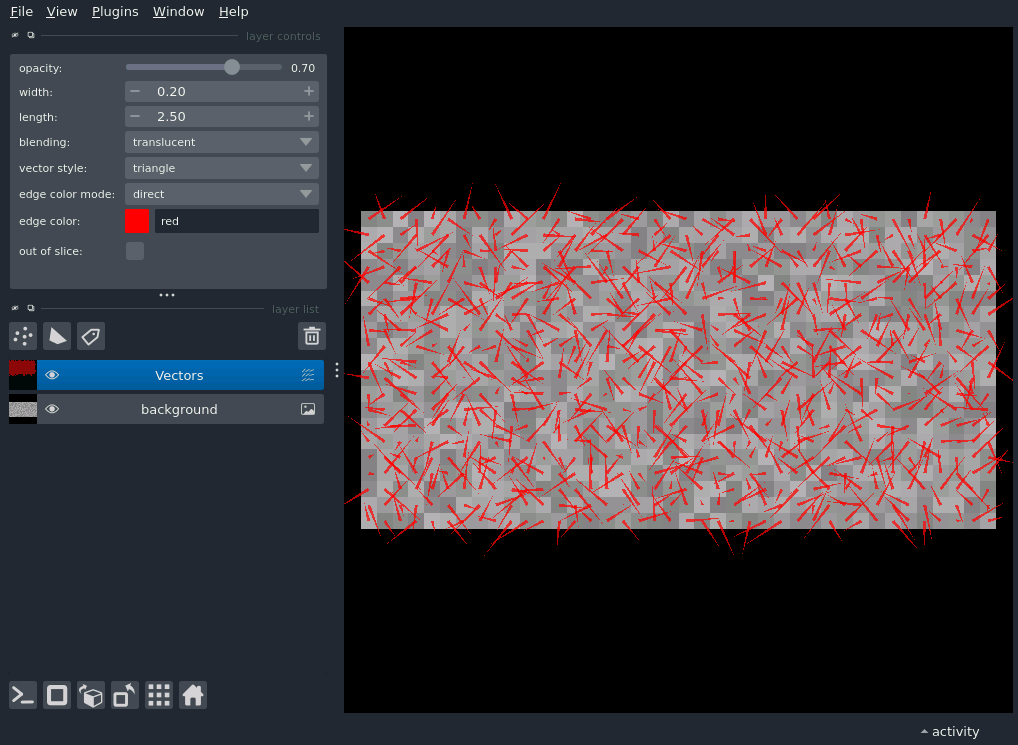 File View Plugins Window Help
layer controls
opacity: 0.70
width: − 0.20 +
length: − 2.50 +
blending: translucent
vector style: triangle
edge color mode: direct
edge color: red
out of slice:
layer list
Vectors
background
activity